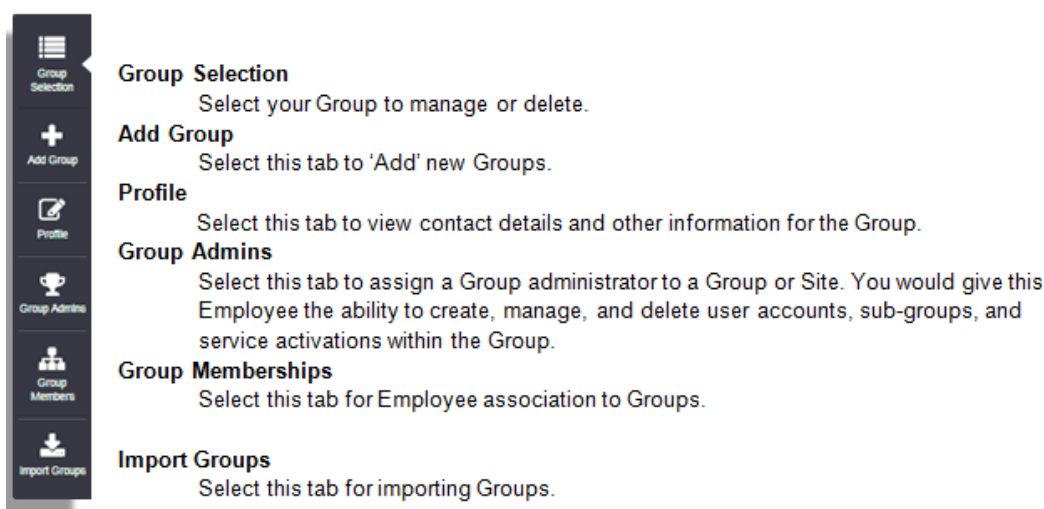 Group
Selection
Add Group
Profile
Group Admins
Group
Members
Import Groups
Group Selection
Select your Group to manage or delete.
Add Group
Select this tab to ‘Add’ new Groups.
Profile
Select this tab to view contact details and other information for the Group.
Group Admins
Select this tab to assign a Group administrator to a Group or Site. You would give this
Employee the ability to create, manage, and delete user accounts, sub-groups, and
service activations within the Group.
Group Memberships
Select this tab for Employee association to Groups.
Import Groups
Select this tab for importing Groups.